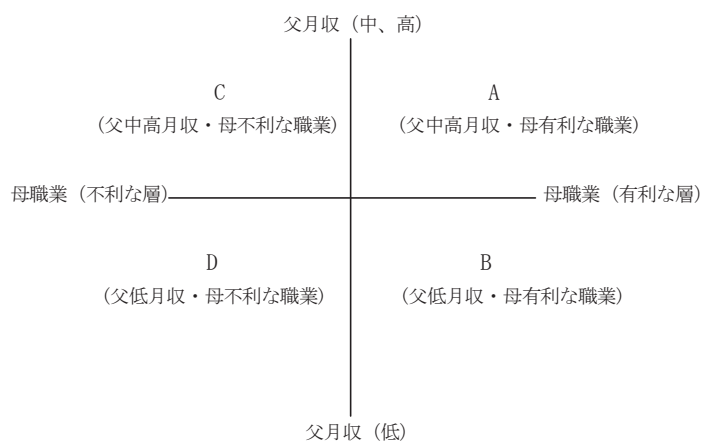 父月収（中、高）
C
A
（父中高月収・母不利な職業）
（父中高月収・母有利な職業）
母職業（不利な層）
母職業（有利な層）
D
B
（父低月収・母不利な職業）
（父低月収・母有利な職業）
父月収（低）